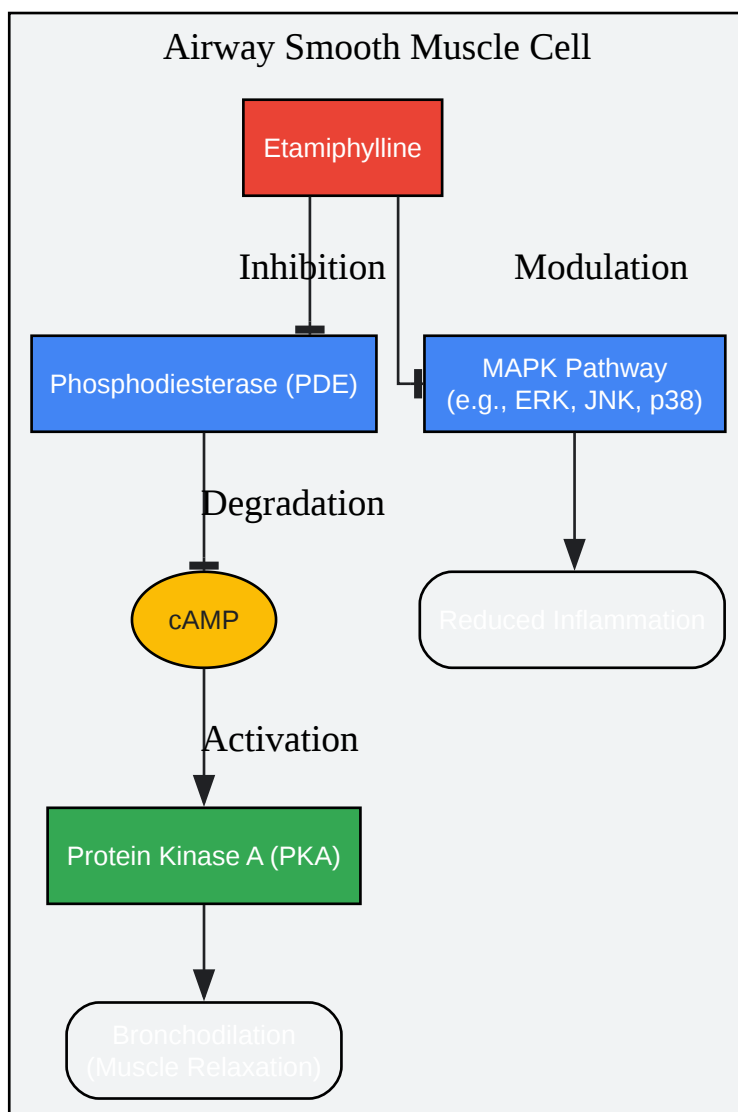 Airway Smooth Muscle Cell
Etamiphylline
Inhibition
Modulation
Phosphodiesterase (PDE)
MAPK Pathway
(e.g., ERK, JNK, p38)
Degradation
cAMP
Reduced Inflammation
Activation
Protein Kinase A (PKA)
Bronchodilation
(Muscle Relaxation)